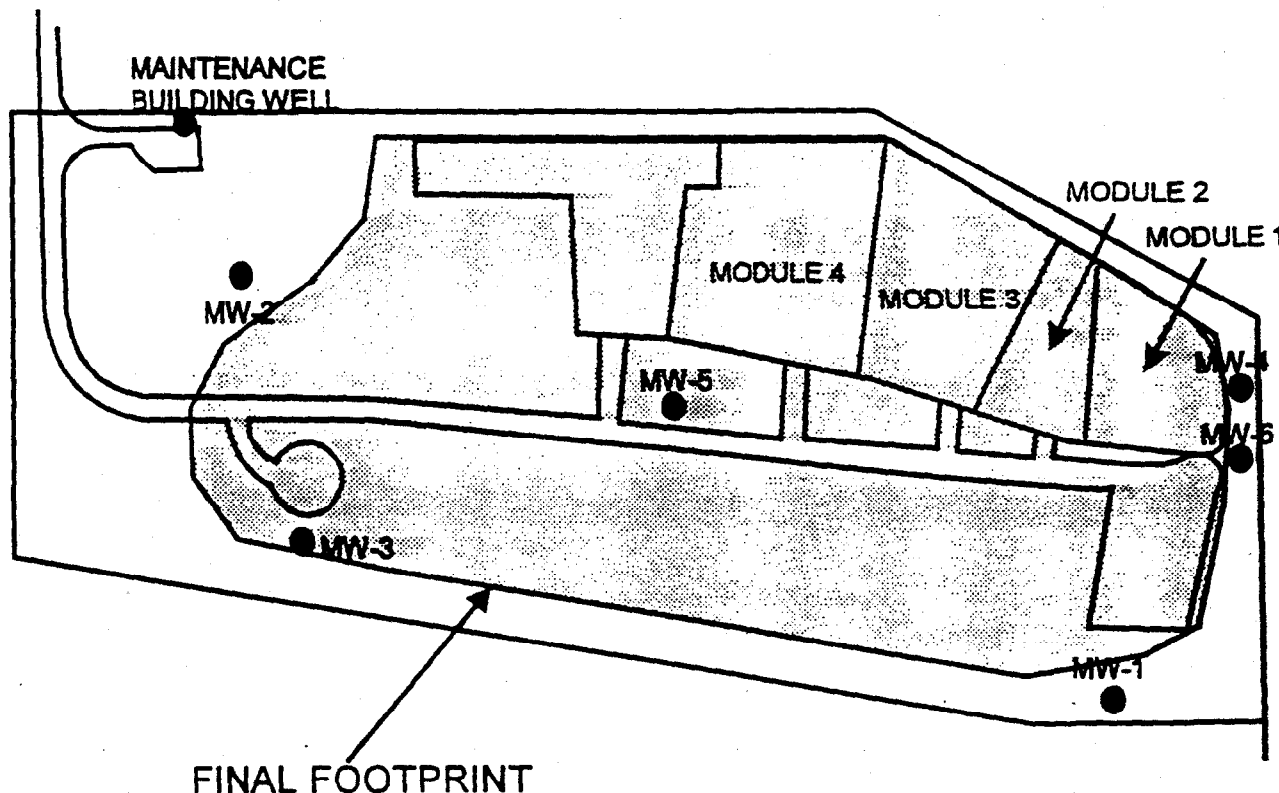 MAINTENANCE
BUILDING WELL
MODULE 2
MODULE 1
MODULE 4
MODULE 3
MW-2
MW-5
MW-4
MW-6
MW-3
MW-1
FINAL FOOTPRINT